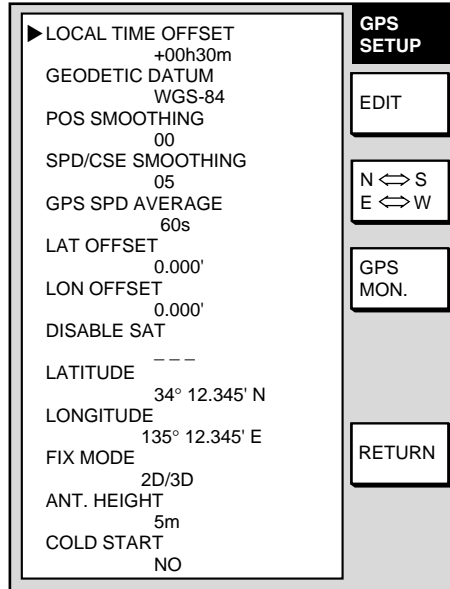 LOCAL TIME OFFSET
+00h30m
GEODETIC DATUM
WGS-84
POS SMOOTHING
00
SPD/CSE SMOOTHING
05
GPS SPD AVERAGE
60s
LAT OFFSET
0.000'
LON OFFSET
0.000'
DISABLE SAT
_ _ _
LATITUDE
34° 12.345' N
LONGITUDE
135° 12.345' E
FIX MODE
2D/3D
ANT. HEIGHT
5m
COLD START
NO
GPS
SETUP
EDIT
N ⇔ S
E ⇔ W
GPS
MON.
RETURN